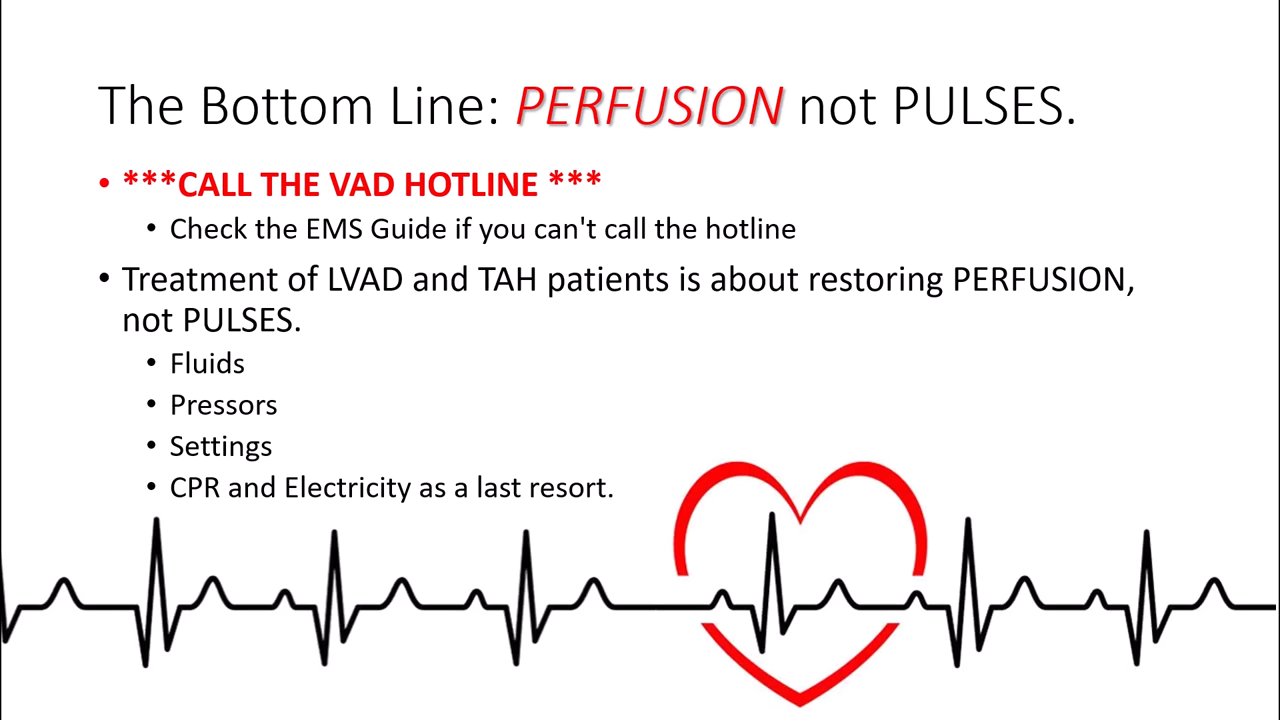 The Bottom Line: PERFUSION not PULSES.
• ***CALL THE VAD HOTLINE ***
• Check the EMS Guide if you can't call the hotline
• Treatment of LVAD and TAH patients is about restoring PERFUSION,
not PULSES.
• Fluids
• Pressors
• Settings
• CPR and Electricity as a last resort.